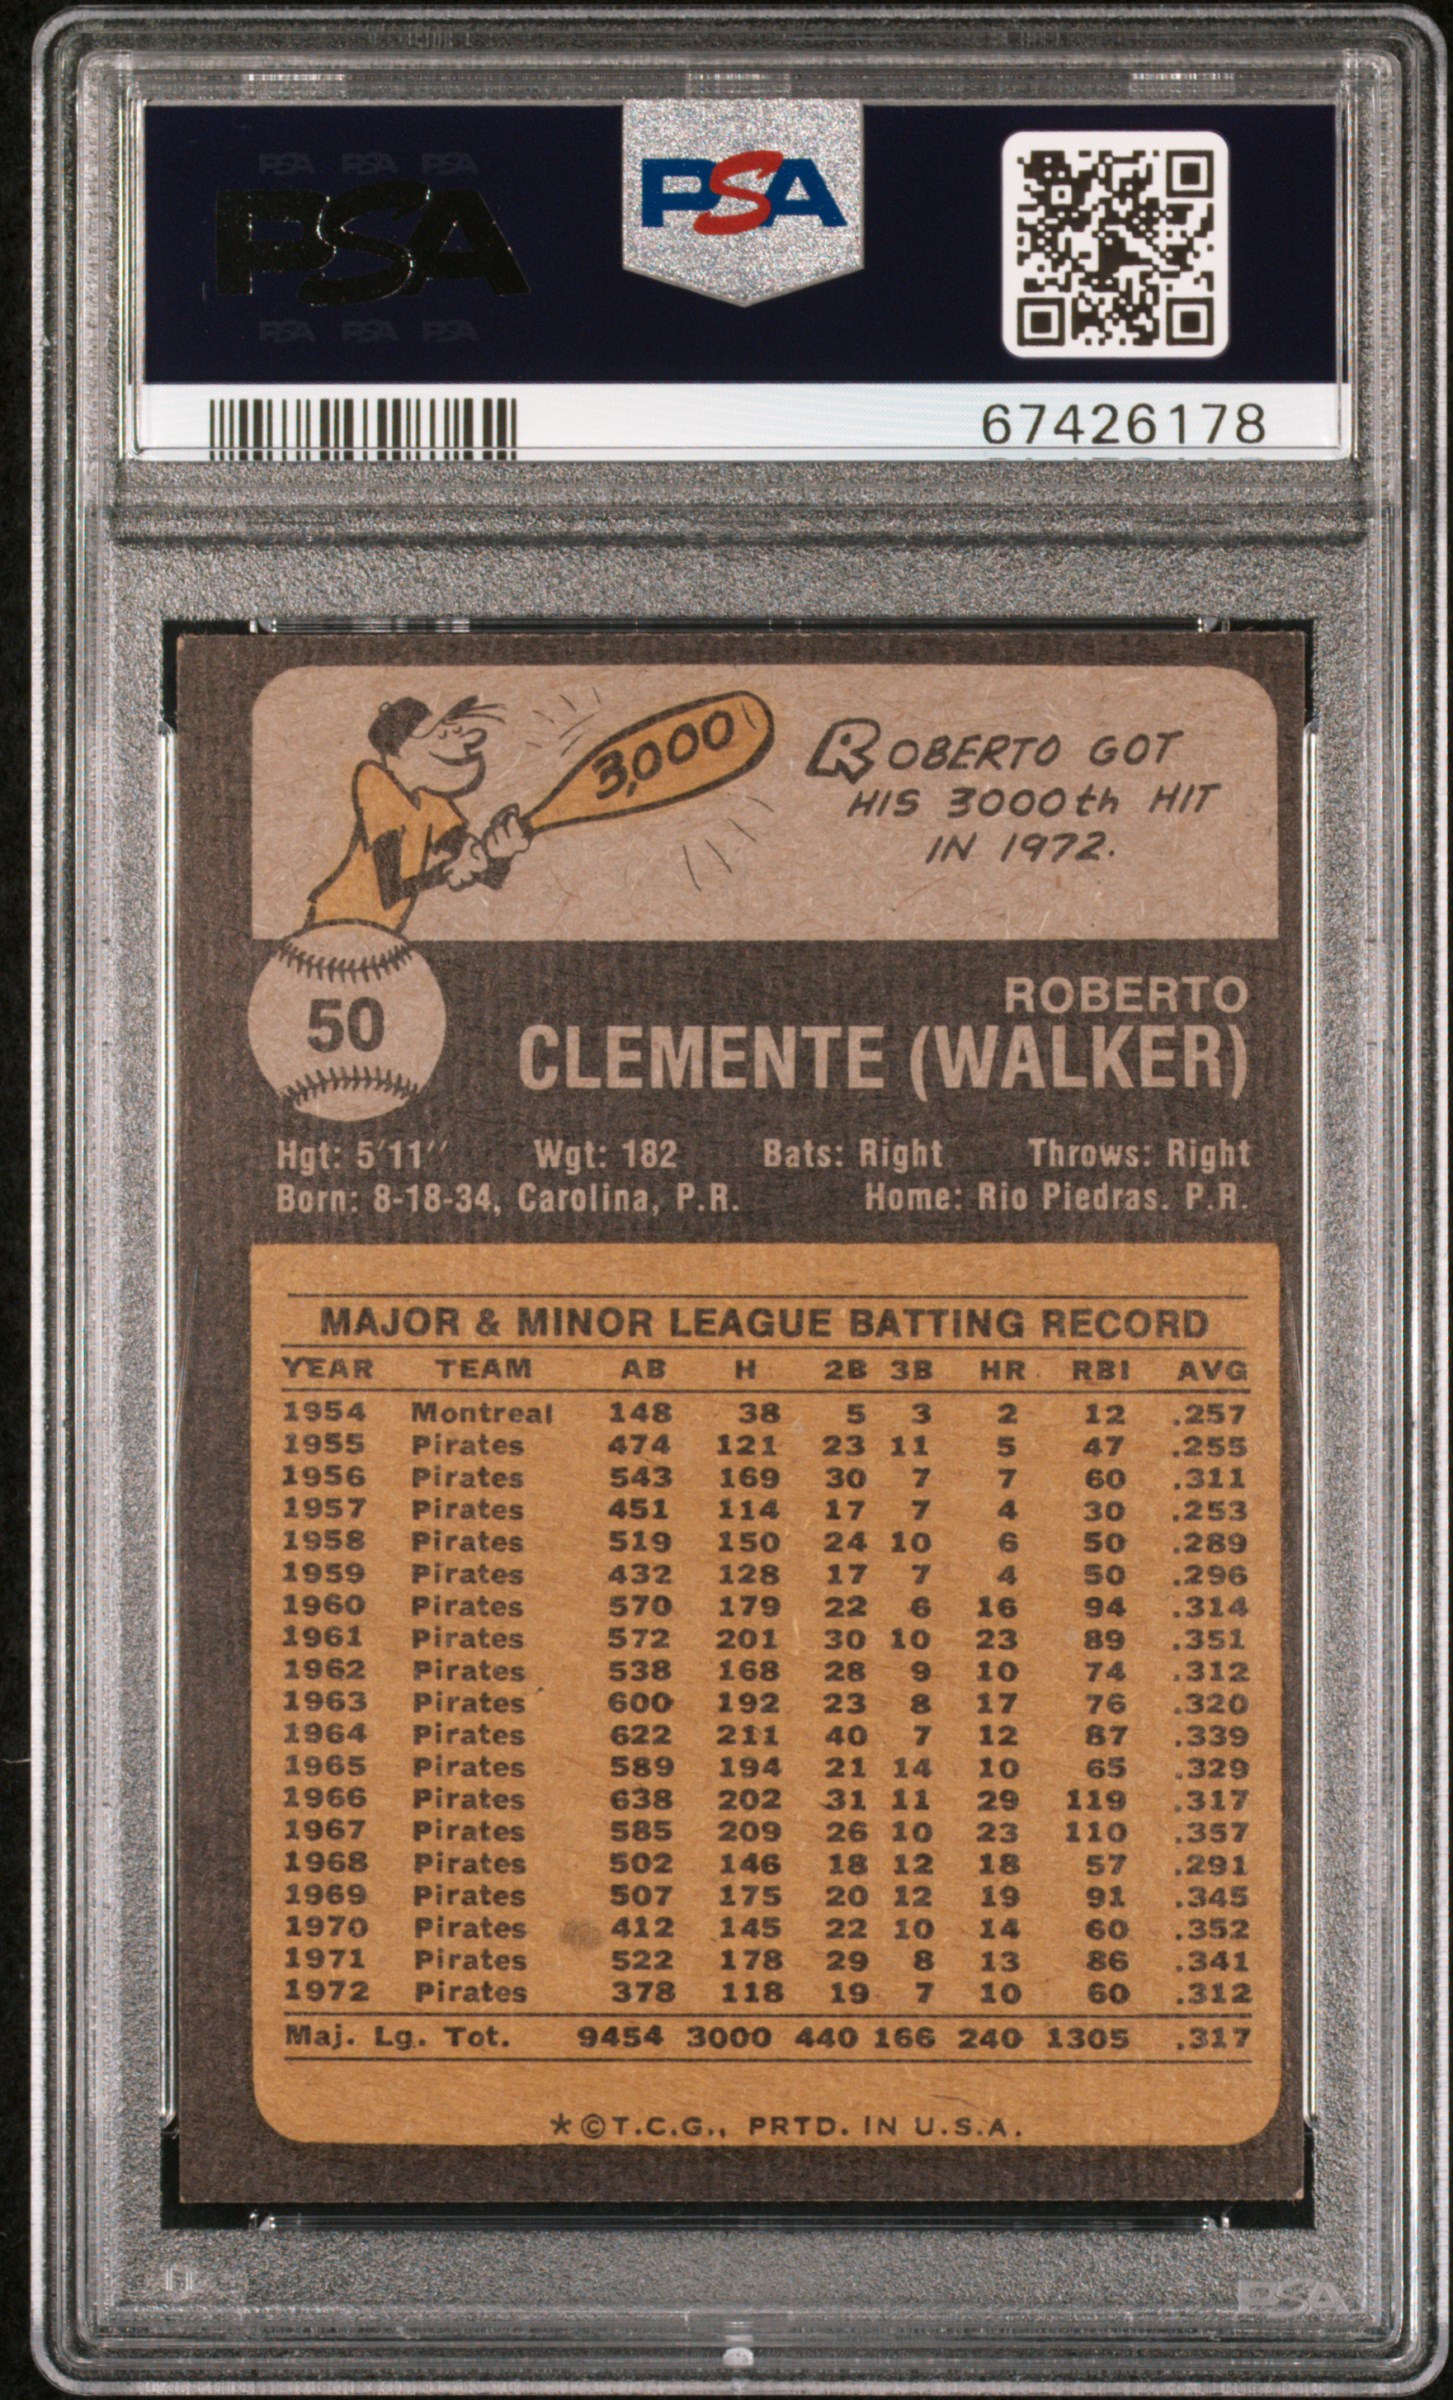 PSA PSA PSA
PSA
PSA PSA PSA
PSA
67426178
3,000
ROBERTO GOT
HIS 3000th HIT
IN 1972.
50
ROBERTO
CLEMENTE (WALKER)
Hgt: 5'11'' Wgt: 182 Bats: Right Throws: Right
Born: 8-18-34, Carolina, P.R. Home: Rio Piedras. P.R.
MAJOR & MINOR LEAGUE BATTING RECORD
YEAR TEAM AB H 2B 3B HR RBI AVG
1954 Montreal 148 38 5 3 2 12 .257
1955 Pirates 474 121 23 11 5 47 .255
1956 Pirates 543 169 30 7 7 60 .311
1957 Pirates 451 114 17 7 4 30 .253
1958 Pirates 519 150 24 10 6 50 .289
1959 Pirates 432 128 17 7 4 50 .296
1960 Pirates 570 179 22 6 16 94 .314
1961 Pirates 572 201 30 10 23 89 .351
1962 Pirates 538 168 28 9 10 74 .312
1963 Pirates 600 192 23 8 17 76 .320
1964 Pirates 622 211 40 7 12 87 .339
1965 Pirates 589 194 21 14 10 65 .329
1966 Pirates 638 202 31 11 29 119 .317
1967 Pirates 585 209 26 10 23 110 .357
1968 Pirates 502 146 18 12 18 57 .291
1969 Pirates 507 175 20 12 19 91 .345
1970 Pirates 412 145 22 10 14 60 .352
1971 Pirates 522 178 29 8 13 86 .341
1972 Pirates 378 118 19 7 10 60 .312
Maj. Lg. Tot. 9454 3000 440 166 240 1305 .317
*©T.C.G., PRTD. IN U.S.A.
PSA